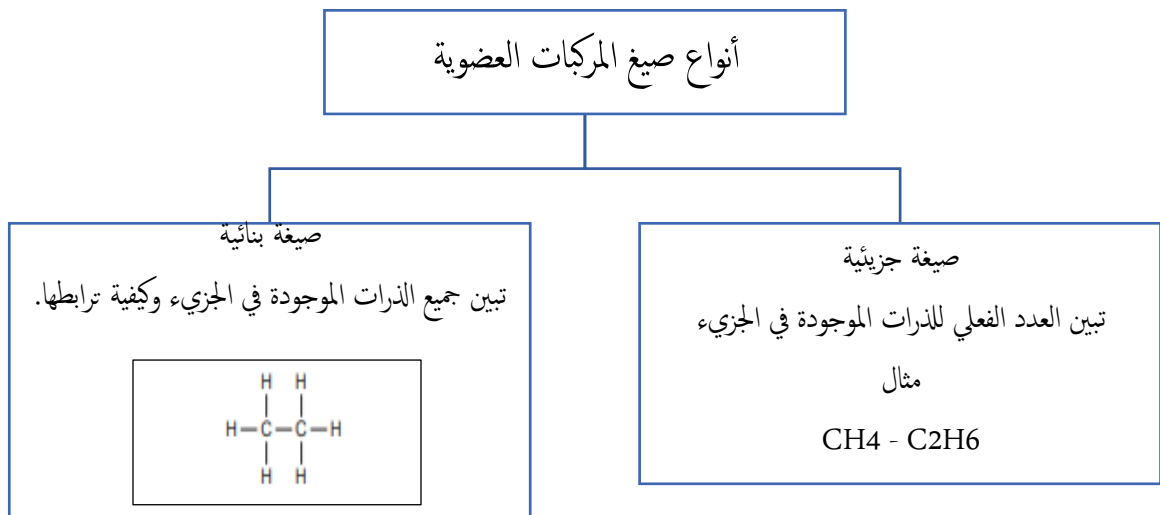 أنواع صيغ المركبات العضوية
صيغة جزيئية
تبين العدد الفعلي للذرات الموجودة في الجزيء
مثال
CH4 - C2H6
صيغة بنائية
تبين جميع الذرات الموجودة في الجزيء وكيفية ترابطها.
H H
H—C—C—H
H H